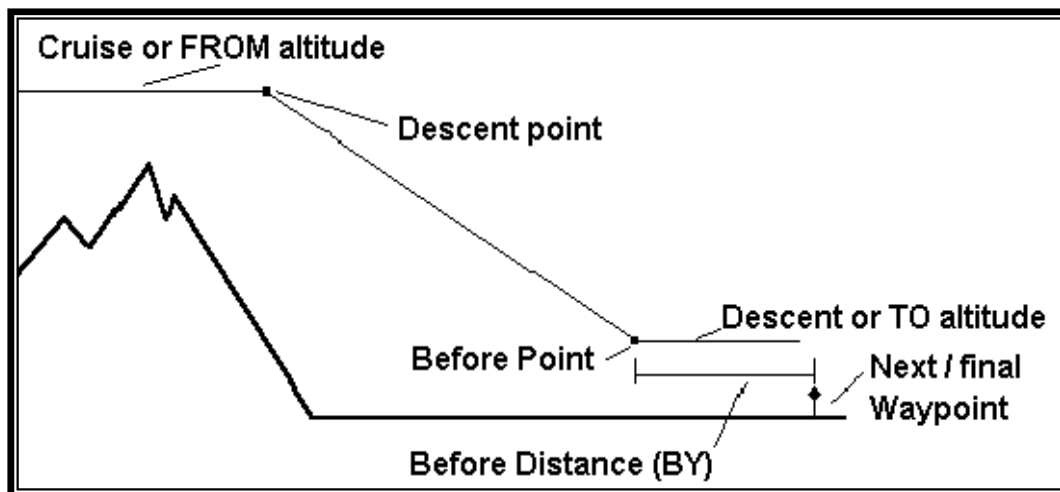 Cruise or FROM altitude
Descent point
Descent or TO altitude
Before Point
Next / final
Waypoint
Before Distance (BY)